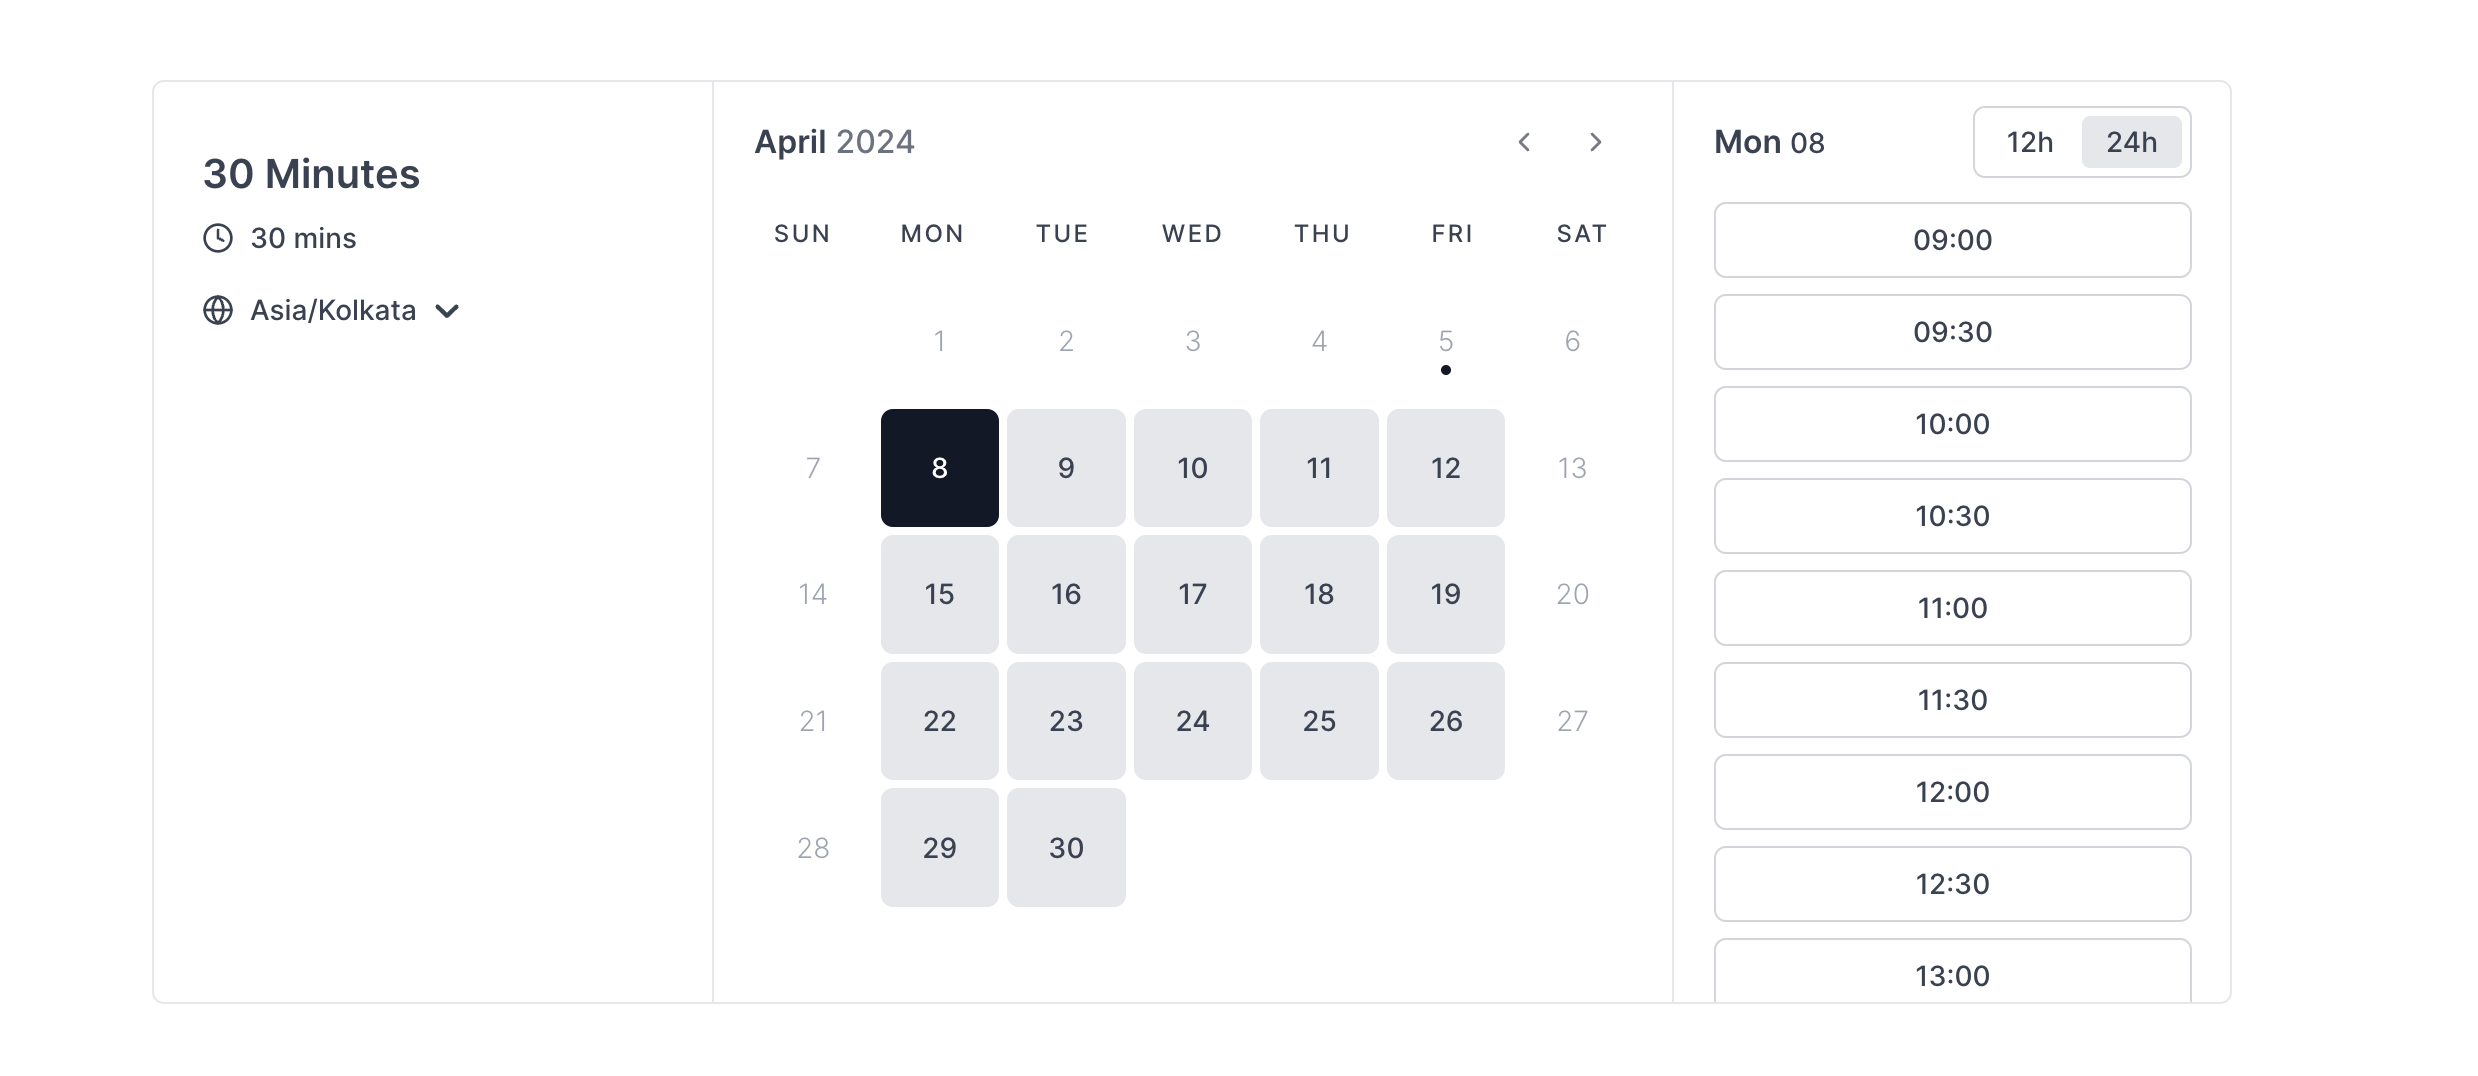 30 Minutes
30 mins
Asia/Kolkata
April 2024
SUN MON TUE WED THU FRI SAT
1 2 3 4 5 6
7 8 9 10 11 12 13
14 15 16 17 18 19 20
21 22 23 24 25 26 27
28 29 30
Mon 08
12h 24h
09:00
09:30
10:00
10:30
11:00
11:30
12:00
12:30
13:00